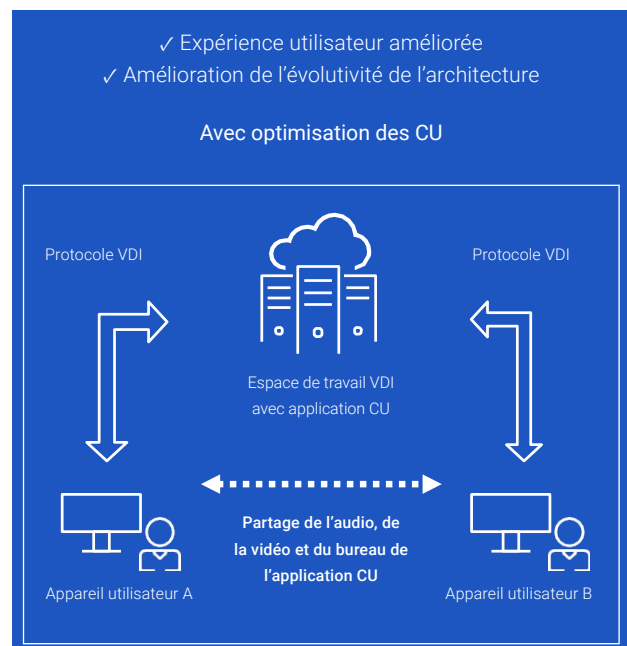 ✓ Expérience utilisateur améliorée
✓ Amélioration de l'évolutivité de l'architecture
Avec optimisation des CU
Protocole VDI
Protocole VDI
Espace de travail VDI
avec application CU
Partage de l'audio, de
la vidéo et du bureau de
l'application CU
Appareil utilisateur A
Appareil utilisateur B